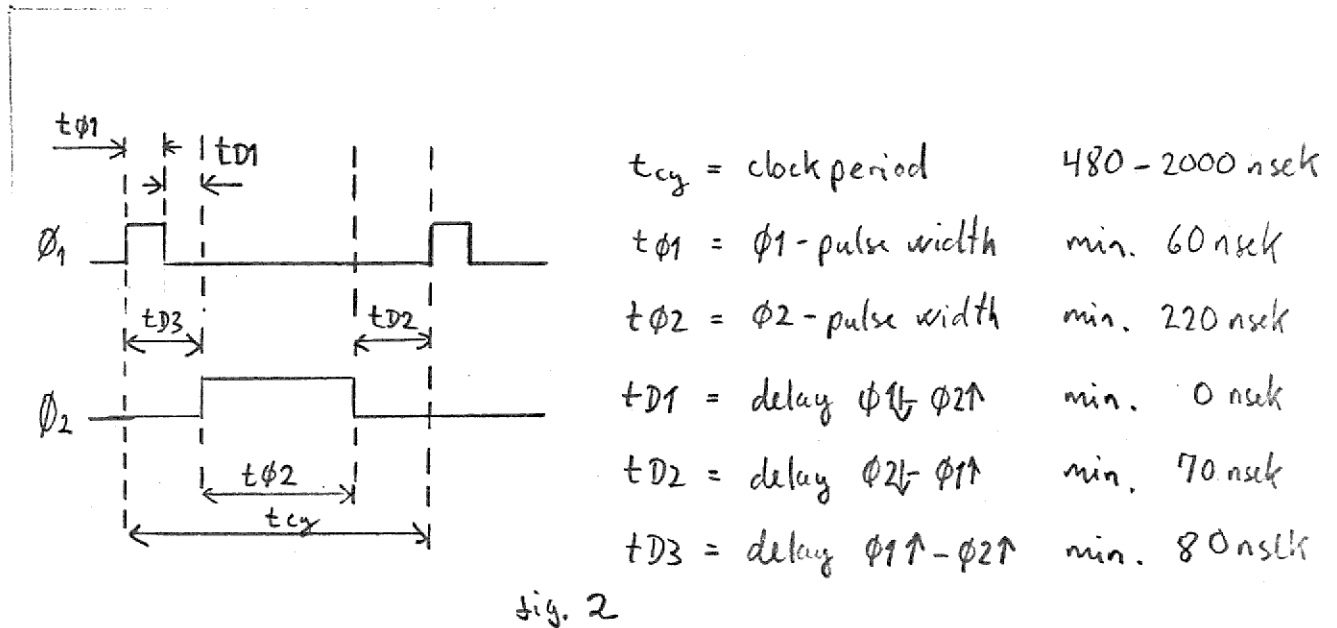 tφ1
tD1
Ø1
tD3
tD2
Ø2
tφ2
tcy
tcy = clock period 480-2000 nsek
tφ1 = φ1-pulse width min. 60 nsek
tφ2 = φ2-pulse width min. 220 nsek
tD1 = delay φ1↓-φ2↑ min. 0 nsek
tD2 = delay φ2↓-φ1↑ min. 70 nsek
tD3 = delay φ1↑-φ2↑ min. 80 nsek
fig. 2